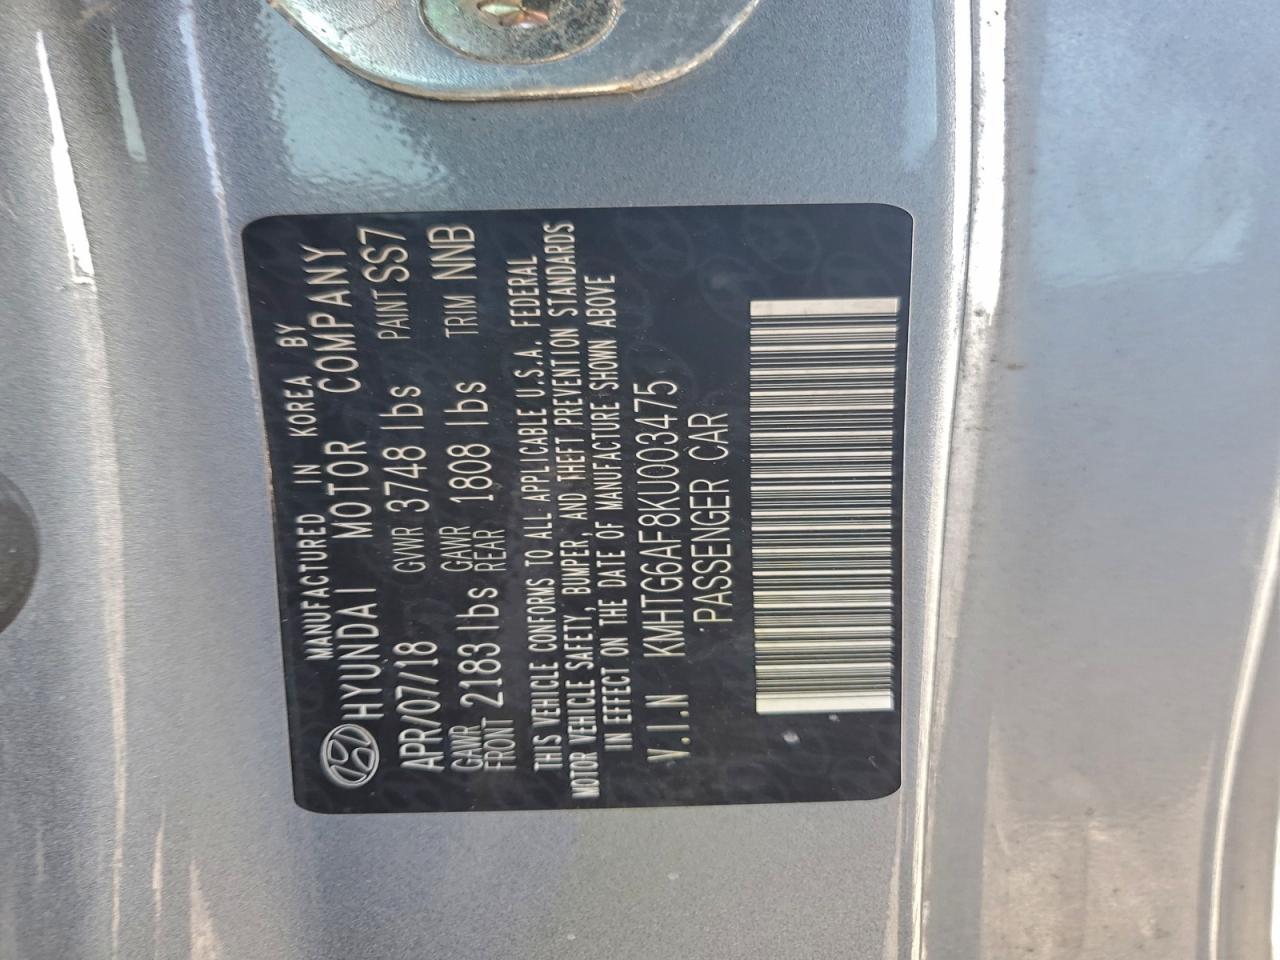 MANUFACTURED IN KOREA BY
HYUNDAI MOTOR COMPANY
APR/07/18 GVWR 3748 lbs PAINT SS7
GAWR FRONT 2183 lbs GAWR REAR 1808 lbs TRIM NNB
THIS VEHICLE CONFORMS TO ALL APPLICABLE U.S.A. FEDERAL
MOTOR VEHICLE SAFETY, BUMPER, AND THEFT PREVENTION STANDARDS
IN EFFECT ON THE DATE OF MANUFACTURE SHOWN ABOVE
V.I.N KMHTG6AF8KU003475
PASSENGER CAR